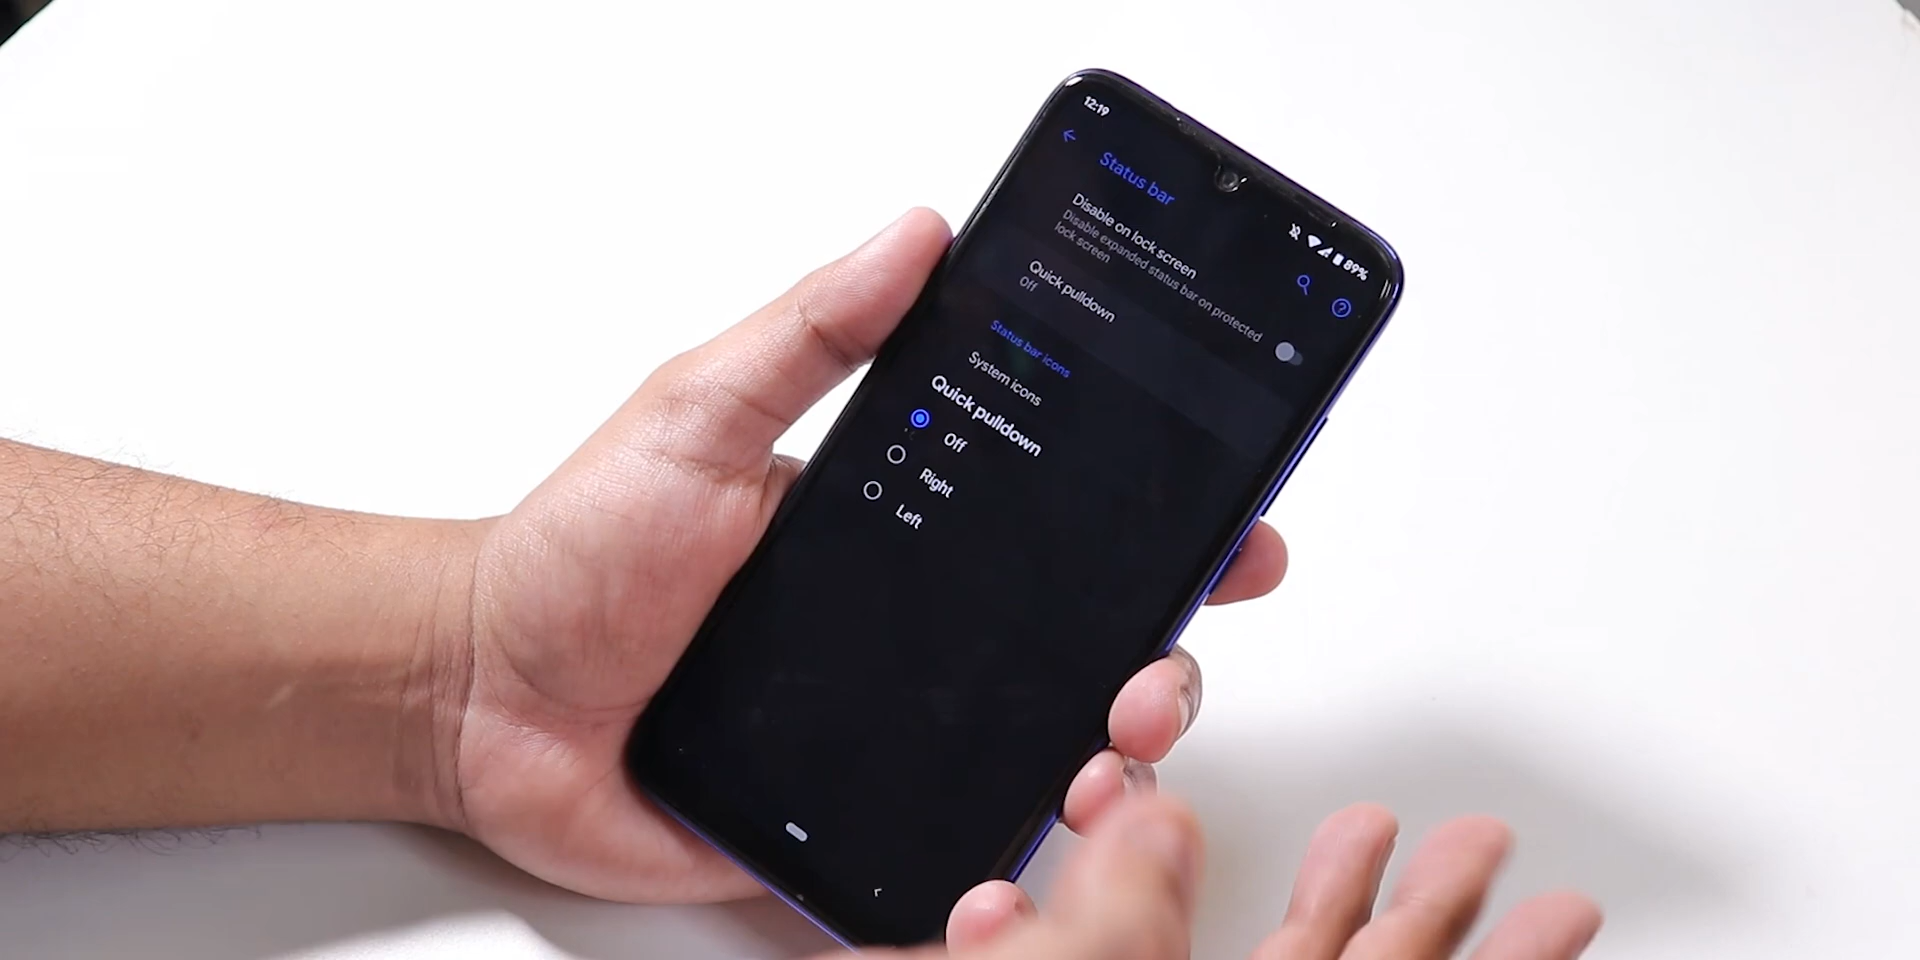 12:19
89%
Status bar
Disable on lock screen
Disable expanded status bar on protected
lock screen
Quick pulldown
Off
Status bar icons
System icons
Quick pulldown
Off
Right
Left